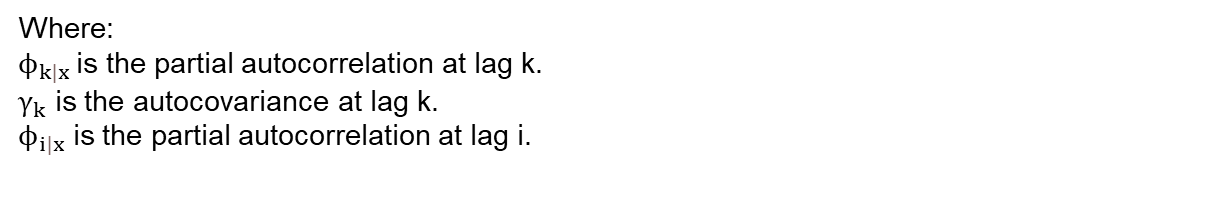 Where:
ϕk|x is the partial autocorrelation at lag k.
γk is the autocovariance at lag k.
ϕi|x is the partial autocorrelation at lag i.